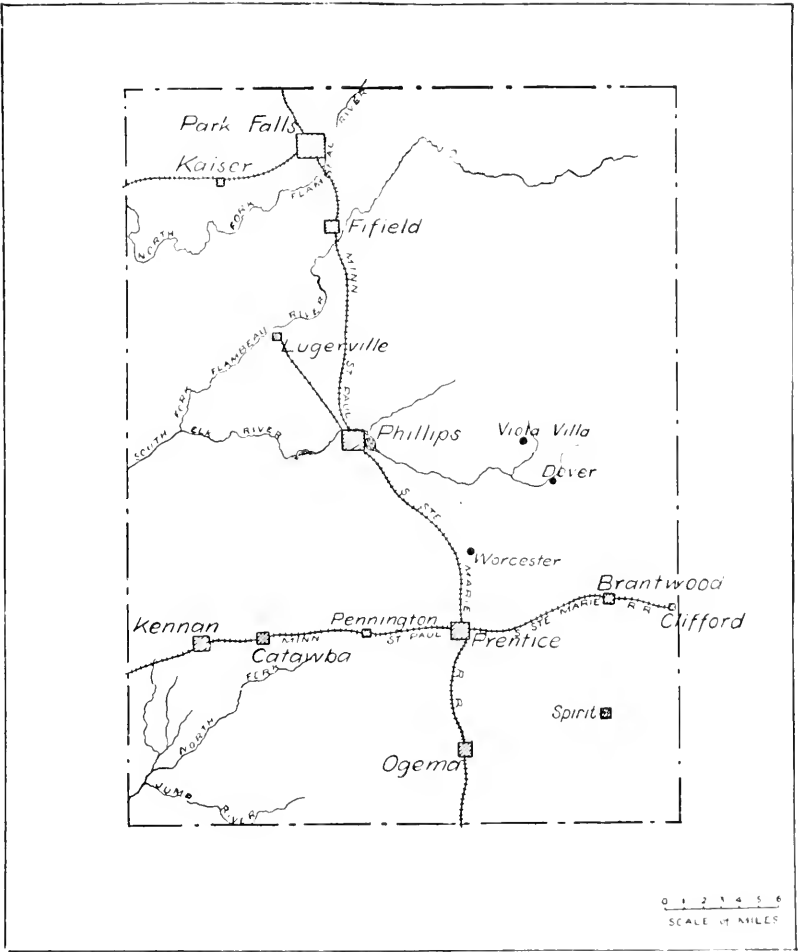 Park Falls
Kaiser
RIVER
FLAMBEAU
NORTH FORK
Fifield
MINN
RIVER
Lugerville
FLAMBEAU
ST PAUL
SOUTH FORK
ELK RIVER
Phillips
Viola Villa
Dover
S STE
Worcester
MARIE
Brantwood
STE MARIE R R
Clifford
Kennan
Pennington
MINN
ST PAUL
Prentice
Catawba
NORTH FORK
R R
Spirit
Ogema
JUMP RIVER
0 1 2 3 4 5 6
SCALE of MILES